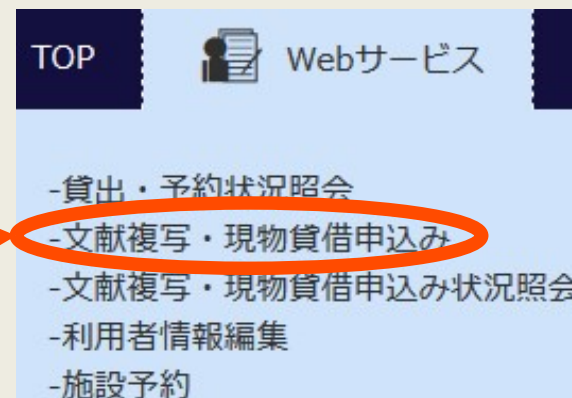 TOP
Webサービス
-貸出・予約状況照会
-文献複写・現物貸借申込み
-文献複写・現物貸借申込み状況照会
-利用者情報編集
-施設予約